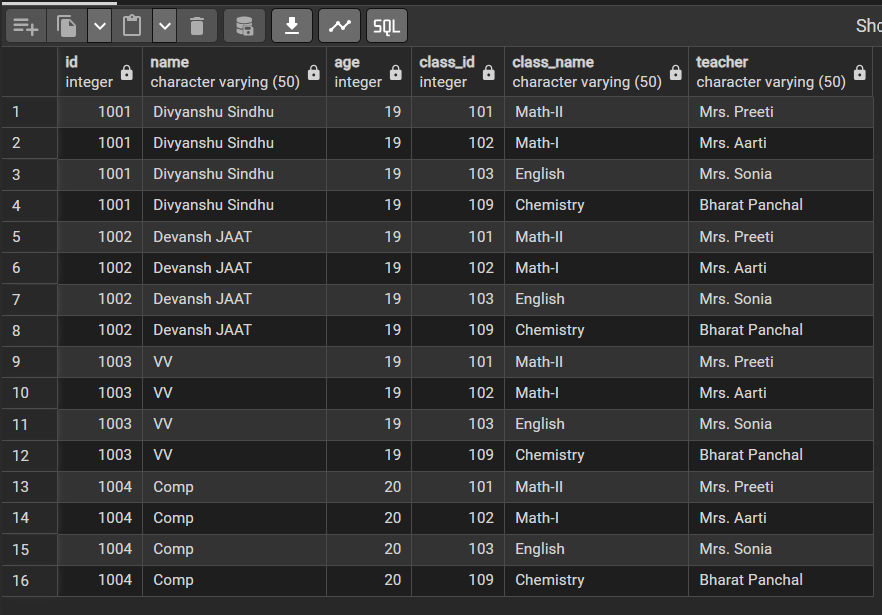 SQL Sho
id name age class_id class_name teacher
integer character varying (50) integer integer character varying (50) character varying (50)
1 1001 Divyanshu Sindhu 19 101 Math-II Mrs. Preeti
2 1001 Divyanshu Sindhu 19 102 Math-I Mrs. Aarti
3 1001 Divyanshu Sindhu 19 103 English Mrs. Sonia
4 1001 Divyanshu Sindhu 19 109 Chemistry Bharat Panchal
5 1002 Devansh JAAT 19 101 Math-II Mrs. Preeti
6 1002 Devansh JAAT 19 102 Math-I Mrs. Aarti
7 1002 Devansh JAAT 19 103 English Mrs. Sonia
8 1002 Devansh JAAT 19 109 Chemistry Bharat Panchal
9 1003 VV 19 101 Math-II Mrs. Preeti
10 1003 VV 19 102 Math-I Mrs. Aarti
11 1003 VV 19 103 English Mrs. Sonia
12 1003 VV 19 109 Chemistry Bharat Panchal
13 1004 Comp 20 101 Math-II Mrs. Preeti
14 1004 Comp 20 102 Math-I Mrs. Aarti
15 1004 Comp 20 103 English Mrs. Sonia
16 1004 Comp 20 109 Chemistry Bharat Panchal